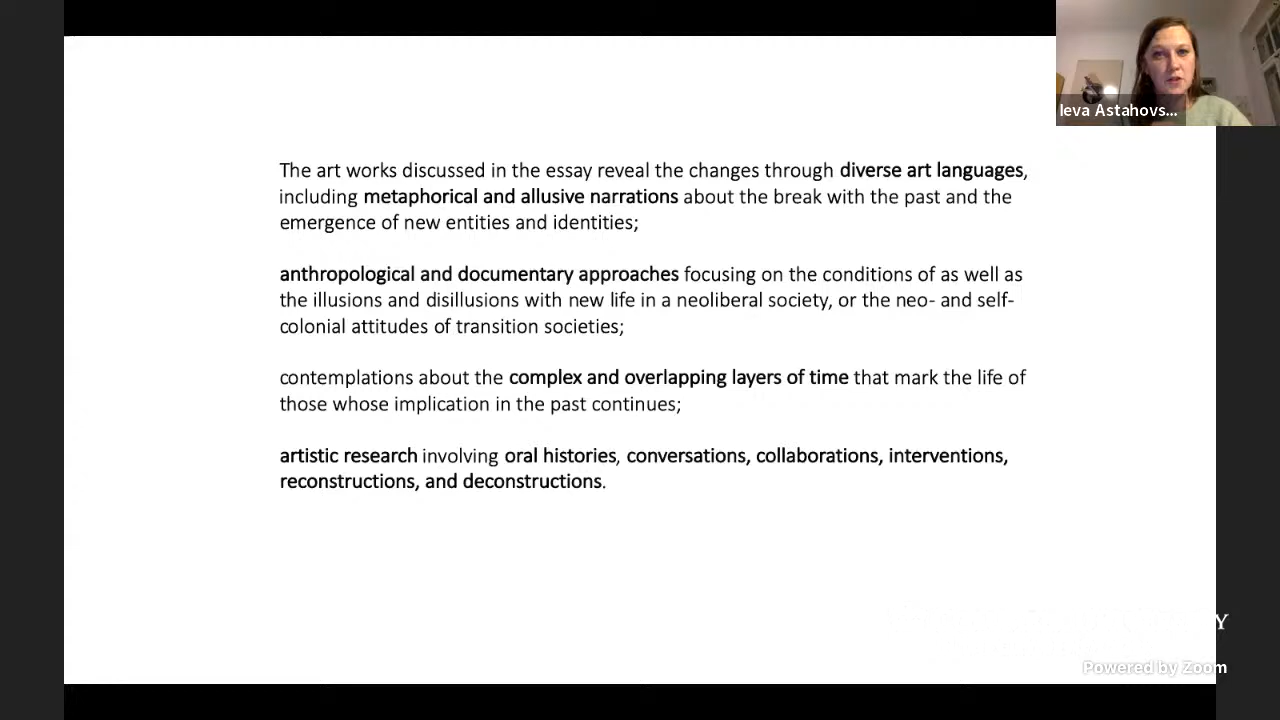 Ieva Astahovs...
The art works discussed in the essay reveal the changes through diverse art languages,
including metaphorical and allusive narrations about the break with the past and the
emergence of new entities and identities;
anthropological and documentary approaches focusing on the conditions of as well as
the illusions and disillusions with new life in a neoliberal society, or the neo- and self-
colonial attitudes of transition societies;
contemplations about the complex and overlapping layers of time that mark the life of
those whose implication in the past continues;
artistic research involving oral histories, conversations, collaborations, interventions,
reconstructions, and deconstructions.
Y
Powered by Zoom